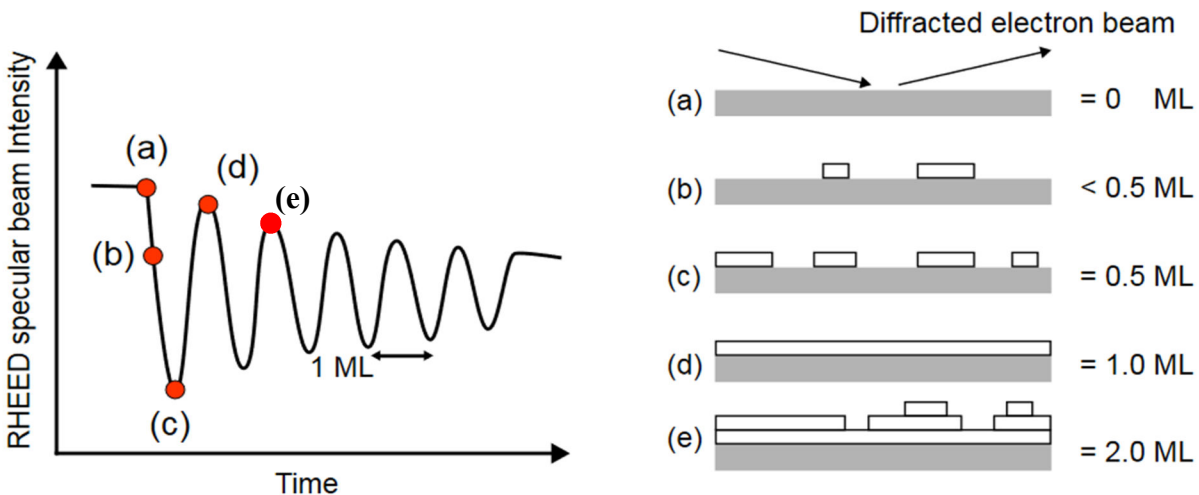 RHEED specular beam Intensity
(a)
(d)
(e)
(b)
1 ML
(c)
Time
Diffracted electron beam
(a) = 0 ML
(b) < 0.5 ML
(c) = 0.5 ML
(d) = 1.0 ML
(e) = 2.0 ML